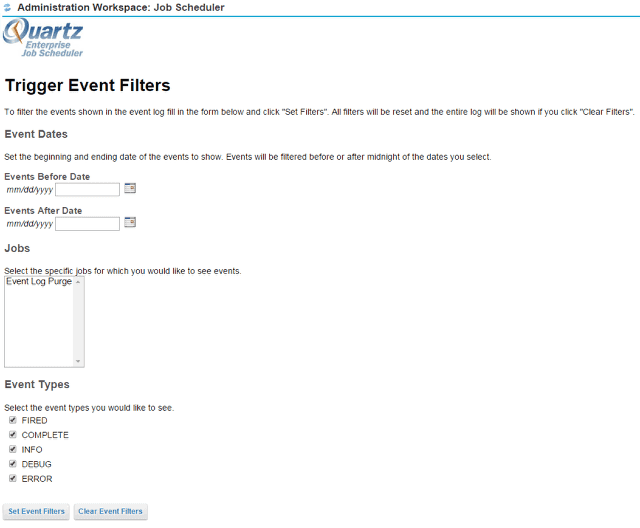 Administration Workspace: Job Scheduler
Quartz
Enterprise
Job Scheduler
Trigger Event Filters
To filter the events shown in the event log fill in the form below and click "Set Filters". All filters will be reset and the entire log will be shown if you click "Clear Filters".
Event Dates
Set the beginning and ending date of the events to show. Events will be filtered before or after midnight of the dates you select.
Events Before Date
mm/dd/yyyy
Events After Date
mm/dd/yyyy
Jobs
Select the specific jobs for which you would like to see events.
Event Log Purge
Event Types
Select the event types you would like to see.
FIRED
COMPLETE
INFO
DEBUG
ERROR
Set Event Filters Clear Event Filters